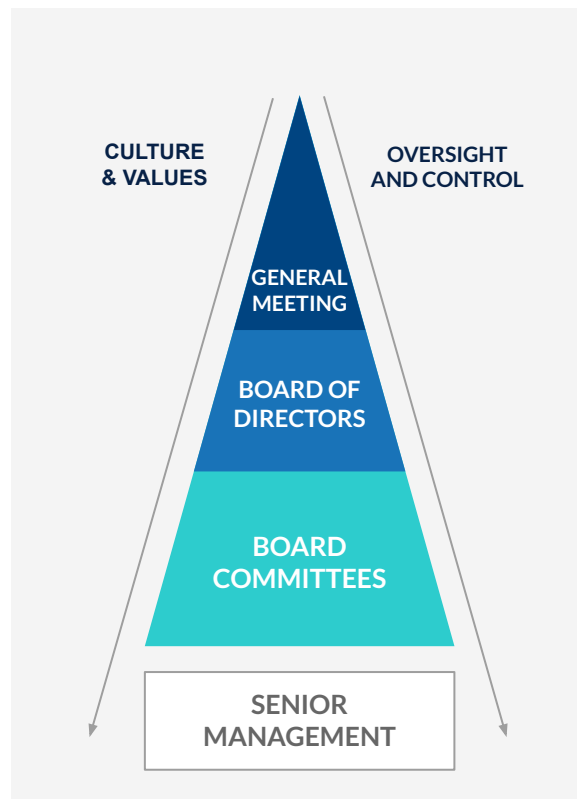 CULTURE
& VALUES
OVERSIGHT
AND CONTROL
GENERAL
MEETING
BOARD OF
DIRECTORS
BOARD
COMMITTEES
SENIOR
MANAGEMENT